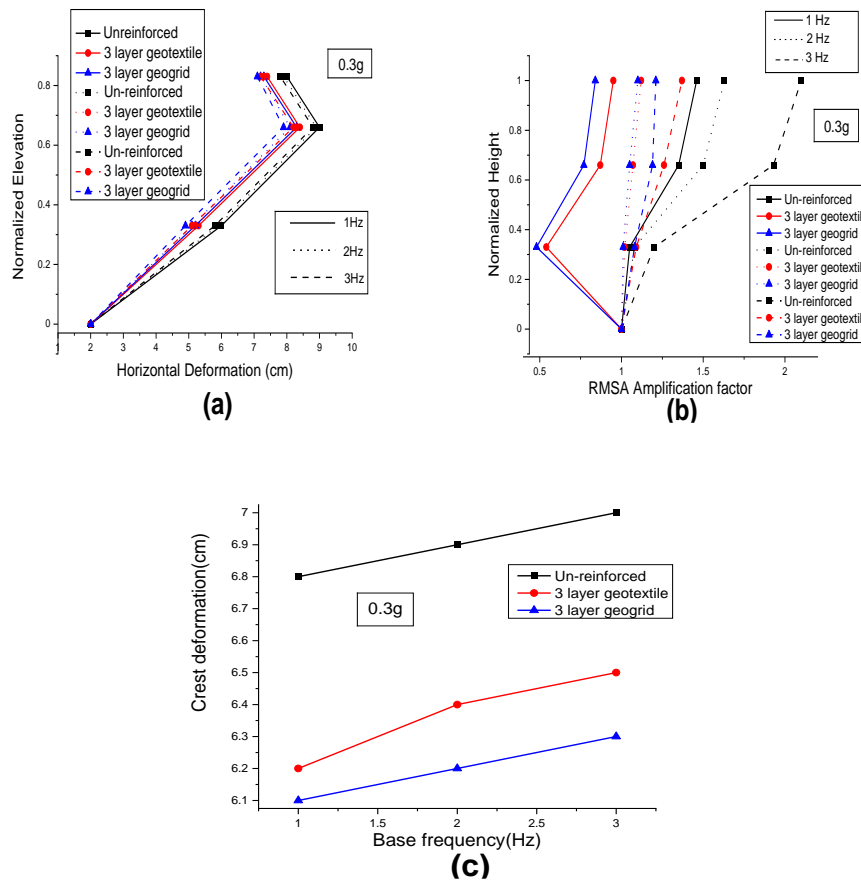 Unreinforced
3 layer geotextile
3 layer geogrid
Un-reinforced
3 layer geotextile
3 layer geogrid
Un-reinforced
3 layer geotextile
3 layer geogrid
0.3g
1Hz
2Hz
3Hz
Normalized Elevation
0.8
0.6
0.4
0.2
0
1 2 3 4 5 6 7 8 9 10
Horizontal Deformation (cm)
(a)
1 Hz
2 Hz
3 Hz
0.3g
Un-reinforced
3 layer geotextile
3 layer geogrid
Un-reinforced
3 layer geotextile
3 layer geogrid
Un-reinforced
3 layer geotextile
3 layer geogrid
Normalized Height
1
0.8
0.6
0.4
0.2
0
0.5 1 1.5 2
RMSA Amplification factor
(b)
Un-reinforced
3 layer geotextile
3 layer geogrid
0.3g
Crest deformation(cm)
7
6.9
6.8
6.7
6.6
6.5
6.4
6.3
6.2
6.1
1 1.5 2 2.5 3
Base frequency(Hz)
(c)